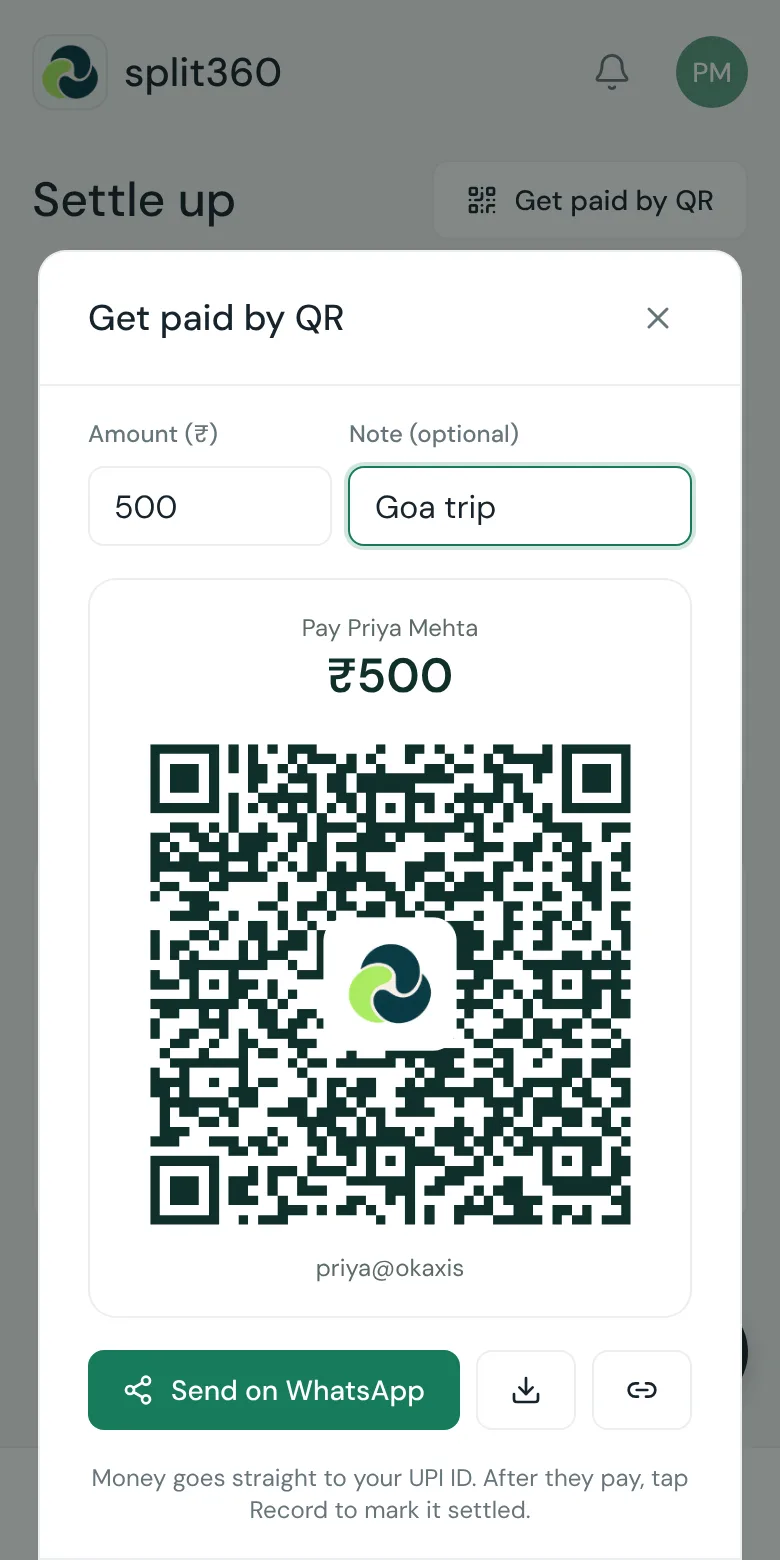 split360
PM
Settle up
Get paid by QR
Get paid by QR
Amount (₹)
Note (optional)
500
Goa trip
Pay Priya Mehta
₹500
priya@okaxis
Send on WhatsApp
Money goes straight to your UPI ID. After they pay, tap
Record to mark it settled.